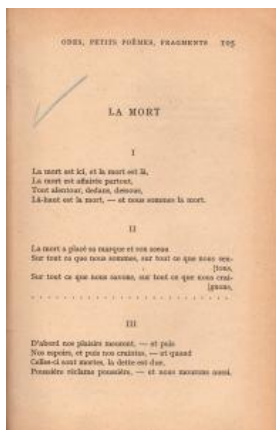 ODES, PETITS POÈMES, FRAGMENTS 105
LA MORT
I
La mort est ici, et la mort est là,
La mort est affairée partout,
Tout alentour, dedans, dessous,
Là-haut est la mort, — et nous sommes la mort.
II
La mort a placé sa marque et son sceau
Sur tout ce que nous sommes, sur tout ce que nous sen-
[tons,
Sur tout ce que nous savons, sur tout ce que nous crai-
[gnons,
. . . . . . . . . . . . . . . . . . . . . . . . . . . .
III
D'abord nos plaisirs meurent, — et puis
Nos espoirs, et puis nos craintes, — et quand
Celles-ci sont mortes, la dette est due,
Poussière réclame poussière, — et nous mourons aussi.